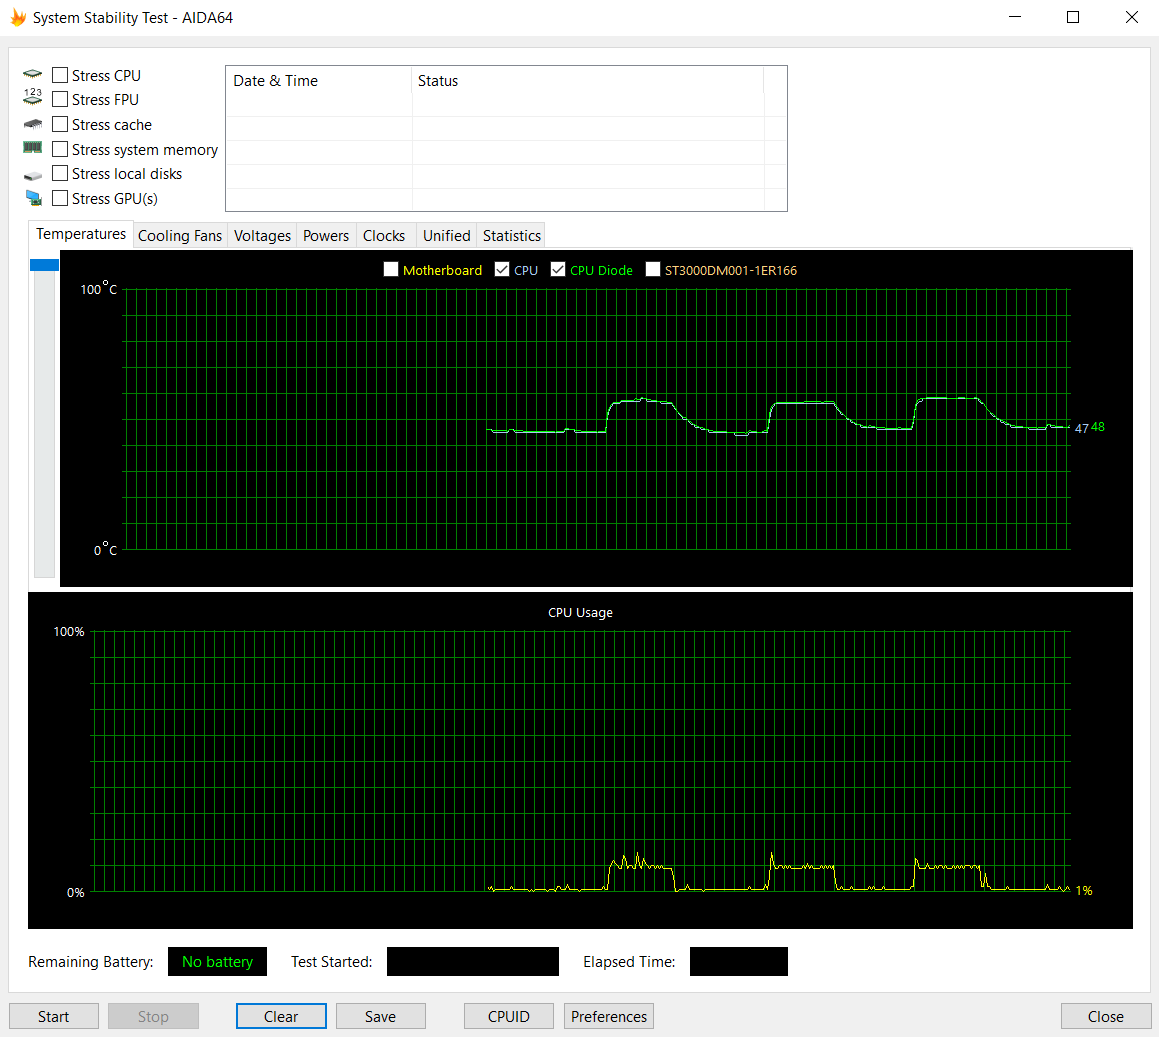 System Stability Test - AIDA64
Stress CPU
123
Stress FPU
Stress cache
Stress system memory
Stress local disks
Stress GPU(s)
Date & Time Status
Temperatures Cooling Fans Voltages Powers Clocks Unified Statistics
Motherboard CPU CPU Diode ST3000DM001-1ER166
100°C
47 48
0°C
CPU Usage
100%
0%
1%
Remaining Battery: No battery Test Started: Elapsed Time:
Start Stop Clear Save CPUID Preferences Close